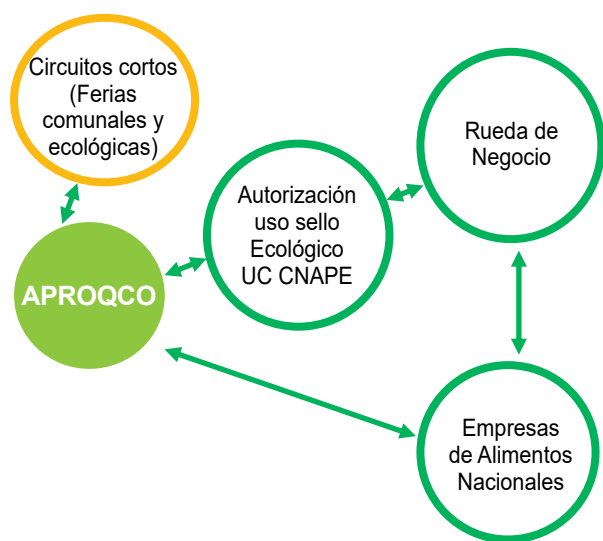 Circuitos cortos
(Ferias
comunales y
ecológicas)
Rueda de
Negocio
Autorización
uso sello
Ecológico
UC CNAPE
APROQCO
Empresas
de Alimentos
Nacionales